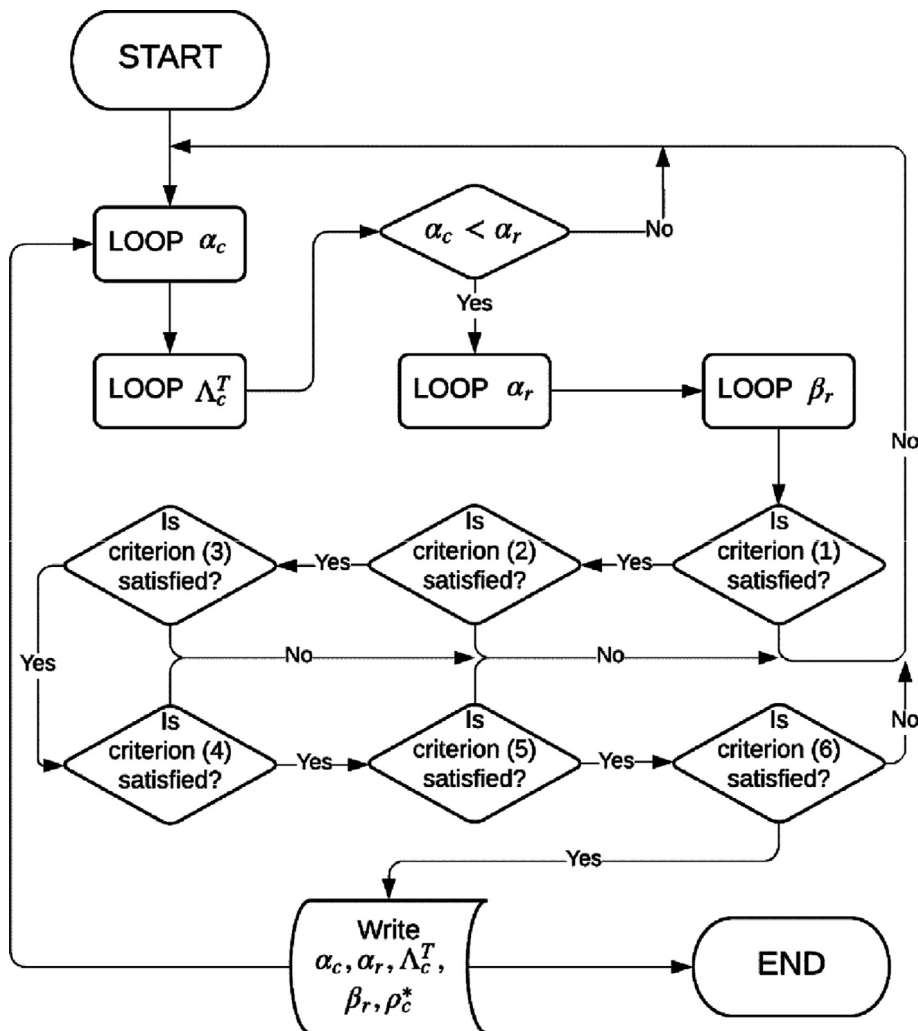 START
LOOP α_c
α_c < α_r
No
Yes
LOOP Λ_c^T
LOOP α_r
LOOP β_r
No
Is
criterion (3)
satisfied?
Yes
Is
criterion (2)
satisfied?
Yes
Is
criterion (1)
satisfied?
Yes
No
No
Is
criterion (4)
satisfied?
Yes
Is
criterion (5)
satisfied?
Yes
Is
criterion (6)
satisfied?
No
Yes
Write
α_c, α_r, Λ_c^T,
β_r, ρ_c^*
END